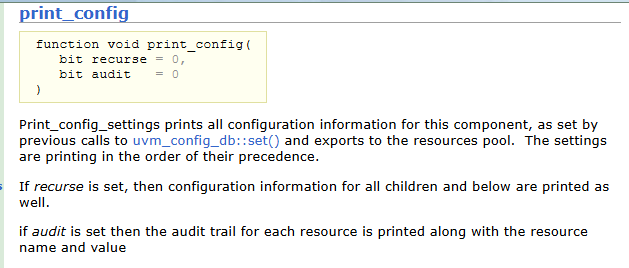 print_config
function void print_config(
bit recurse = 0,
bit audit = 0
)
Print_config_settings prints all configuration information for this component, as set by
previous calls to uvm_config_db::set() and exports to the resources pool. The settings
are printing in the order of their precedence.
If recurse is set, then configuration information for all children and below are printed as
well.
if audit is set then the audit trail for each resource is printed along with the resource
name and value